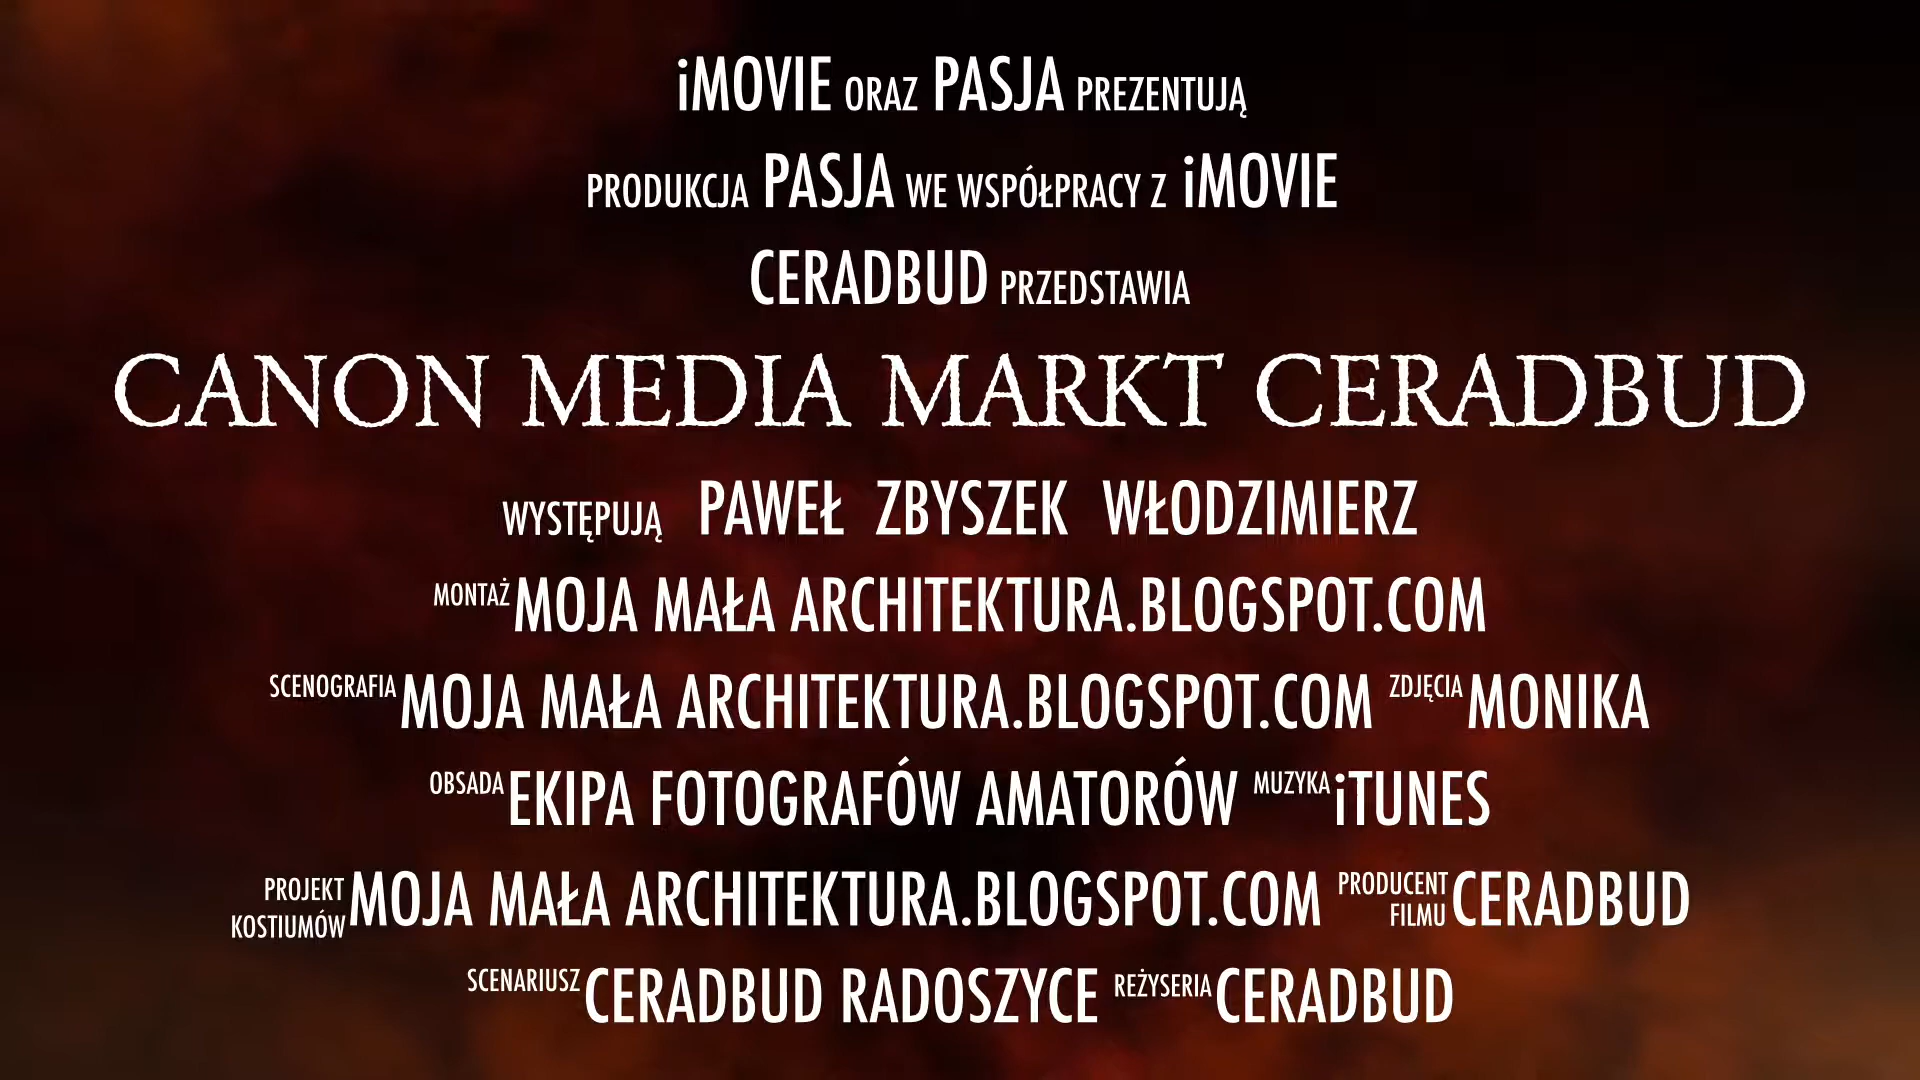 iMOVIE ORAZ PASJA PREZENTUJĄ
PRODUKCJA PASJA WE WSPÓŁPRACY Z iMOVIE
CERADBUD PRZEDSTAWIA
CANON MEDIA MARKT CERADBUD
WYSTĘPUJĄ PAWEŁ ZBYSZEK WŁODZIMIERZ
MONTAŻ MOJA MAŁA ARCHITEKTURA.BLOGSPOT.COM
SCENOGRAFIA MOJA MAŁA ARCHITEKTURA.BLOGSPOT.COM ZDJĘCIA MONIKA
OBSADA EKIPA FOTOGRAFÓW AMATORÓW MUZYKA iTUNES
PROJEKT KOSTIUMÓW MOJA MAŁA ARCHITEKTURA.BLOGSPOT.COM PRODUCENT FILMU CERADBUD
SCENARIUSZ CERADBUD RADOSZYCE REŻYSERIA CERADBUD